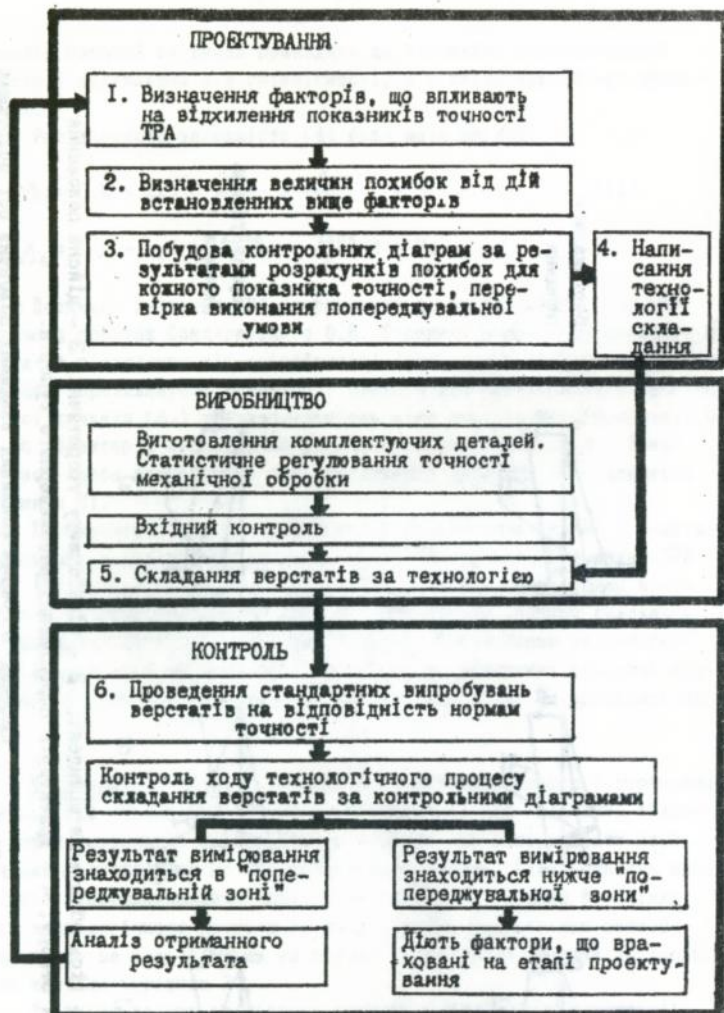 ПРОЕКТУВАННЯ
1. Визначення факторів, що впливають
на відхилення показників точності
ТРА
2. Визначення величин похибок від дій
встановленних вище факторів
3. Побудова контрольних діаграм за ре-
зультатами розрахунків похибок для
кожного показника точності, пере-
вірка виконання попереджувальної
умови
4. Напи-
сання
техно-
логії
скла-
дання
ВИРОБНИЦТВО
Виготовлення комплектуючих деталей.
Статистичне регулювання точності
механічної обробки
Вхідний контроль
5. Складання верстатів за технологією
КОНТРОЛЬ
6. Проведення стандартних випробувань
верстатів на відповідність нормам
точності
Контроль ходу технологічного процесу
складання верстатів за контрольними діаграмами
Результат вимірювання
знаходиться в "попе-
реджувальній зоні"
Результат вимірювання
знаходиться нижче "по-
переджувальної зони"
Аналіз отриманного
результата
Діють фактори, що вра-
ховані на етапі проекту-
вання